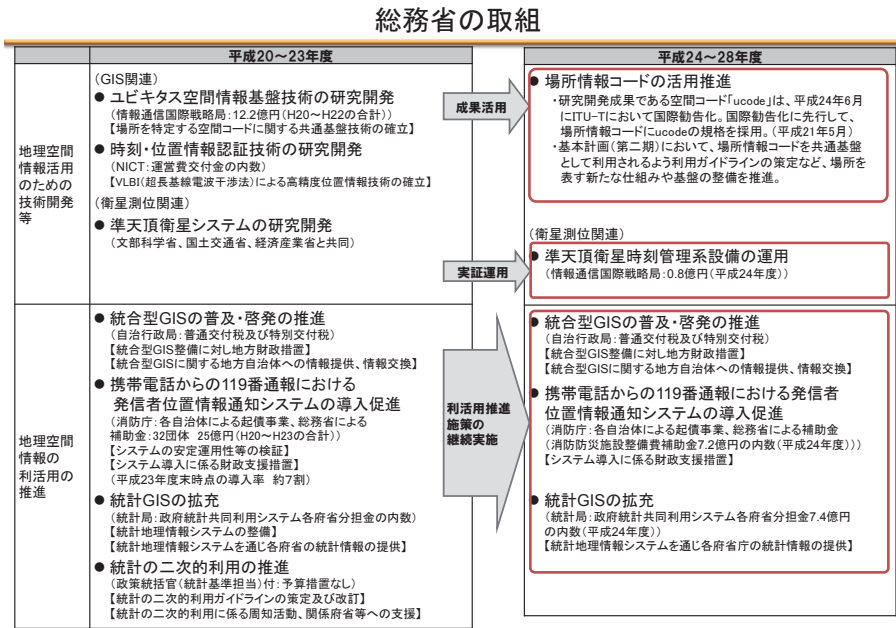 総務省の取組
平成20～23年度
平成24～28年度
地理空間
情報活用
のための
技術開発
等
（GIS関連）
● ユビキタス空間情報基盤技術の研究開発
（情報通信国際戦略局：12.2億円（H20～H22の合計））
【場所を特定する空間コードに関する共通基盤技術の確立】
● 時刻・位置情報認証技術の研究開発
（NICT：運営費交付金の内数）
【VLBI（超長基線電波干渉法）による高精度位置情報技術の確立】
（衛星測位関連）
● 準天頂衛星システムの研究開発
（文部科学省、国土交通省、経済産業省と共同）
成果活用
実証運用
● 場所情報コードの活用推進
・研究開発成果である空間コード「ucode」は、平成24年6月
にITU-Tにおいて国際勧告化。国際勧告化に先行して、
場所情報コードにucodeの規格を採用。（平成21年5月）
・基本計画（第二期）において、場所情報コードを共通基盤
として利用されるよう利用ガイドラインの策定など、場所を
表す新たな仕組みや基盤の整備を推進。
（衛星測位関連）
● 準天頂衛星時刻管理系設備の運用
（情報通信国際戦略局：0.8億円（平成24年度））
地理空間
情報の
利活用の
推進
● 統合型GISの普及・啓発の推進
（自治行政局：普通交付税及び特別交付税）
【統合型GIS整備に対し地方財政措置】
【統合型GISに関する地方自治体への情報提供、情報交換】
● 携帯電話からの119番通報における
発信者位置情報通知システムの導入促進
（消防庁：各自治体による起債事業、総務省による
補助金：32団体 25億円（H20～H23の合計））
【システムの安定運用性等の検証】
【システム導入に係る財政支援措置】
（平成23年度末時点の導入率 約7割）
● 統計GISの拡充
（統計局：政府統計共同利用システム各府省分担金の内数）
【統計地理情報システムの整備】
【統計地理情報システムを通じ各府省の統計情報の提供】
● 統計の二次的利用の推進
（政策統括官（統計基準担当）付：予算措置なし）
【統計の二次的利用ガイドラインの策定及び改訂】
【統計の二次的利用に係る周知活動、関係府省等への支援】
利活用推進
施策の
継続実施
● 統合型GISの普及・啓発の推進
（自治行政局：普通交付税及び特別交付税）
【統合型GIS整備に対し地方財政措置】
【統合型GISに関する地方自治体への情報提供、情報交換】
● 携帯電話からの119番通報における発信者
位置情報通知システムの導入促進
（消防庁：各自治体による起債事業、総務省による補助金
（消防防災施設整備費補助金7.2億円の内数（平成24年度）））
【システム導入に係る財政支援措置】
● 統計GISの拡充
（統計局：政府統計共同利用システム各府省分担金7.4億円
の内数（平成24年度））
【統計地理情報システムを通じ各府省庁の統計情報の提供】